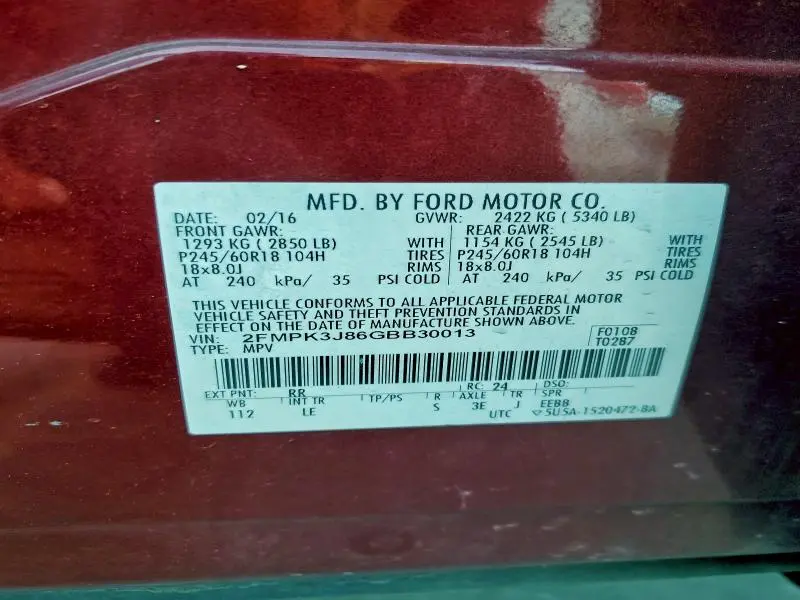 MFD. BY FORD MOTOR CO.
DATE: 02/16 GVWR: 2422 KG ( 5340 LB)
FRONT GAWR: REAR GAWR:
1293 KG ( 2850 LB) WITH 1154 KG ( 2545 LB) WITH
P245/60R18 104H TIRES P245/60R18 104H TIRES
18x8.0J RIMS 18x8.0J RIMS
AT 240 kPa/ 35 PSI COLD AT 240 kPa/ 35 PSI COLD
THIS VEHICLE CONFORMS TO ALL APPLICABLE FEDERAL MOTOR
VEHICLE SAFETY AND THEFT PREVENTION STANDARDS IN
EFFECT ON THE DATE OF MANUFACTURE SHOWN ABOVE.
VIN: 2FMPK3J86GBB30013 F0108
TYPE: MPV T0287
EXT PNT: RR RC: 24 DSO:
WB INT TR TP/PS R AXLE TR SPR
112 LE S 3E J EEBB
UTC 5U5A-1520472-BA